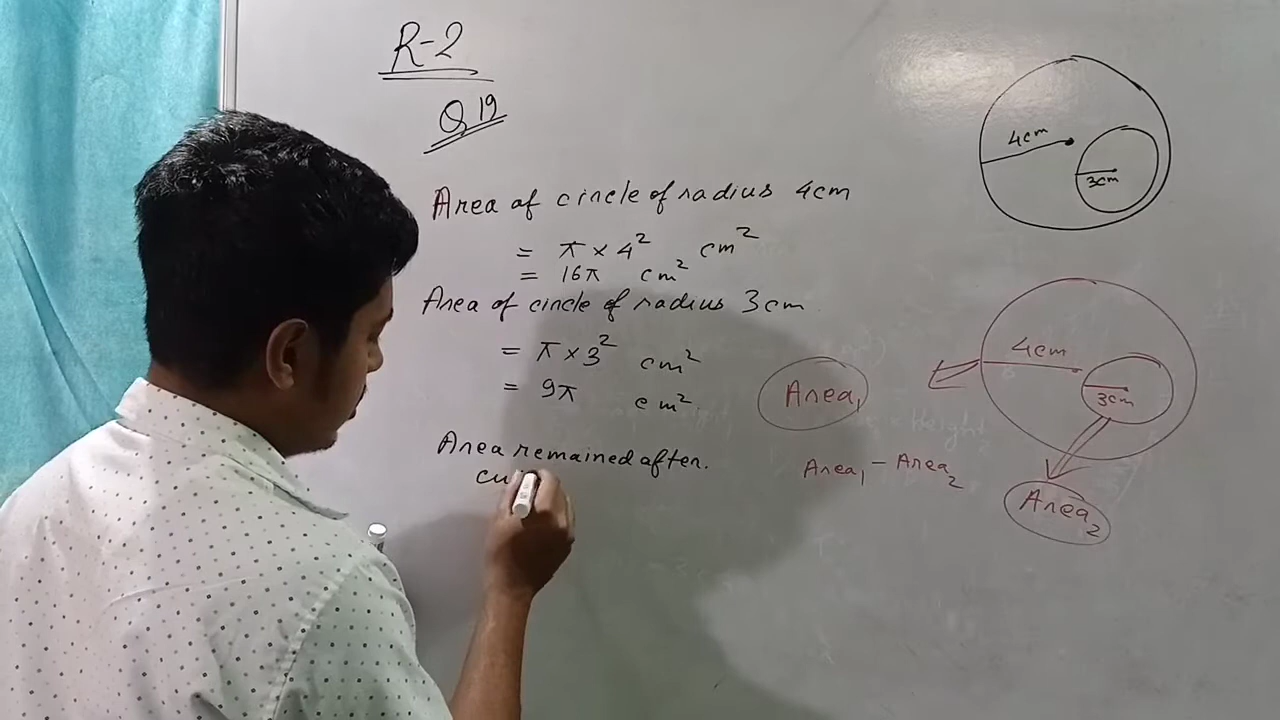 R-2
Q 19
Area of circle of radius 4cm
= π × 4² cm²
= 16π cm²
Area of circle of radius 3cm
= π × 3² cm²
= 9π cm²
Area remained after.
4cm
3cm
4cm
3cm
Area₁
Area₁ - Area₂
Area₂